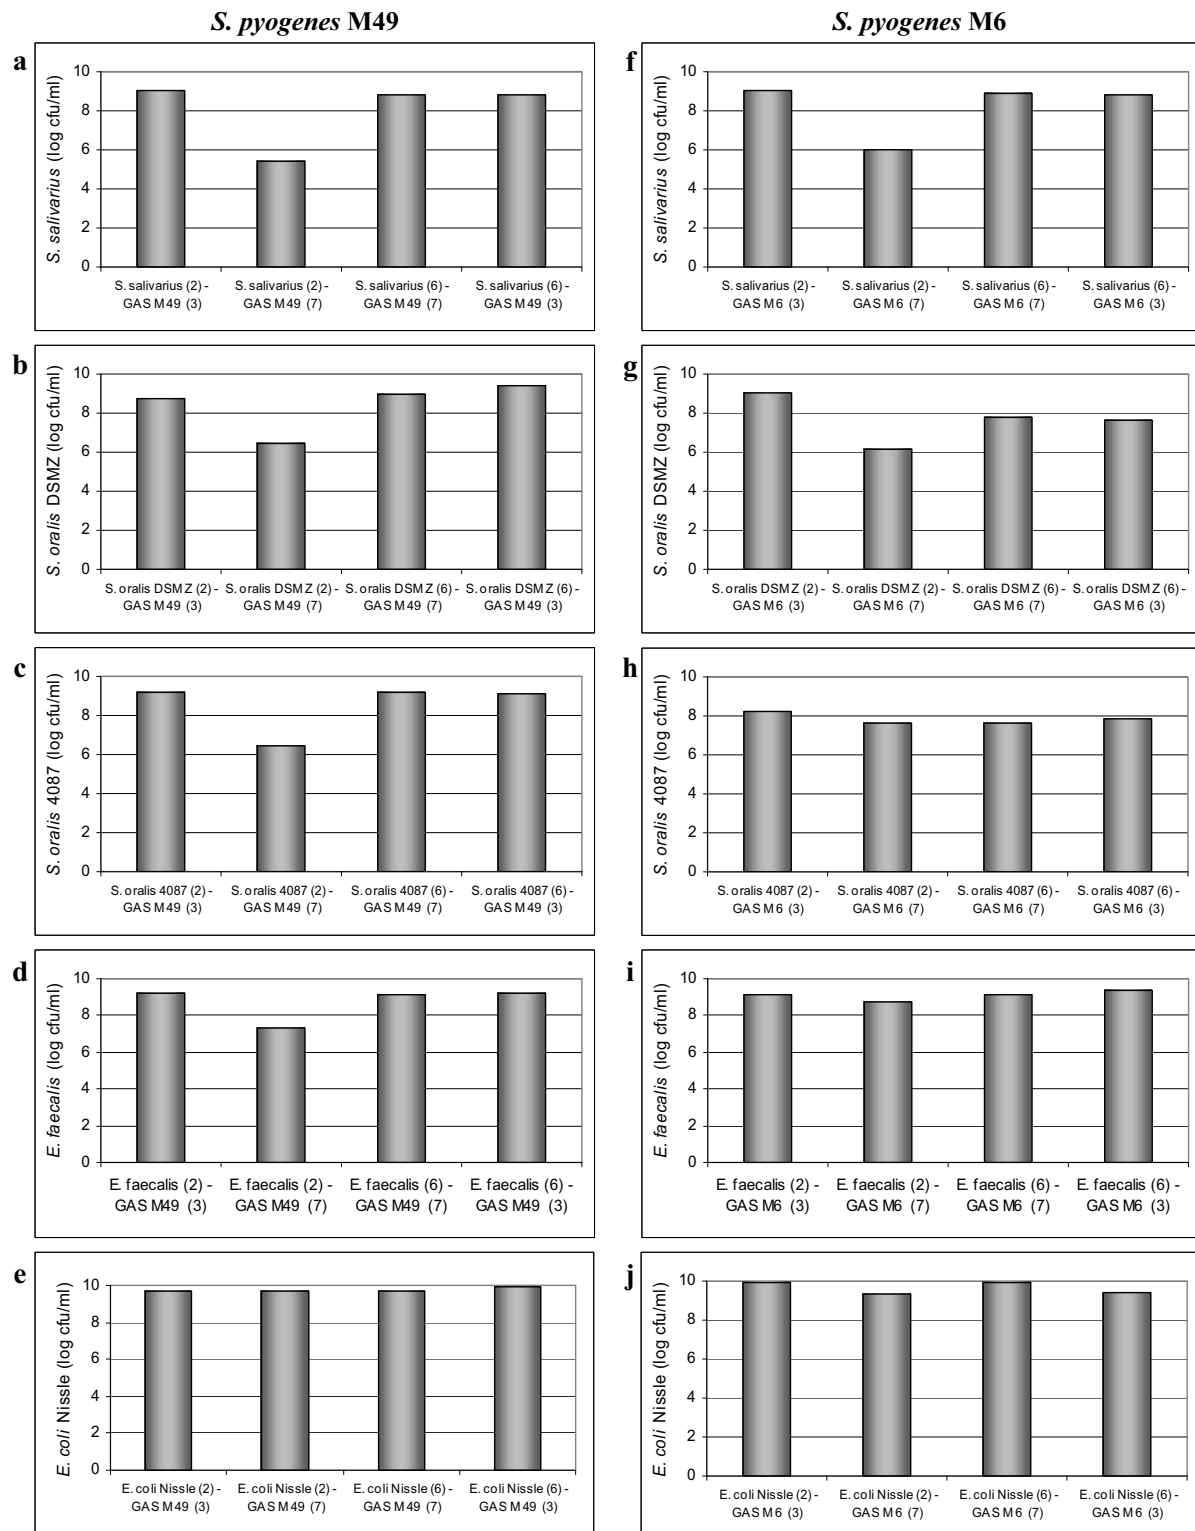 S. pyogenes M49
a
S. salivarius (log cfu/ml)
10
8
6
4
2
0
S. salivarius (2) - GAS M49 (3)
S. salivarius (2) - GAS M49 (7)
S. salivarius (6) - GAS M49 (7)
S. salivarius (6) - GAS M49 (3)
b
S. oralis DSMZ (log cfu/ml)
10
8
6
4
2
0
S. oralis DSMZ (2) - GAS M49 (3)
S. oralis DSMZ (2) - GAS M49 (7)
S. oralis DSMZ (6) - GAS M49 (7)
S. oralis DSMZ (6) - GAS M49 (3)
c
S. oralis 4087 (log cfu/ml)
10
8
6
4
2
0
S. oralis 4087 (2) - GAS M49 (3)
S. oralis 4087 (2) - GAS M49 (7)
S. oralis 4087 (6) - GAS M49 (7)
S. oralis 4087 (6) - GAS M49 (3)
d
E. faecalis (log cfu/ml)
10
8
6
4
2
0
E. faecalis (2) - GAS M49 (3)
E. faecalis (2) - GAS M49 (7)
E. faecalis (6) - GAS M49 (7)
E. faecalis (6) - GAS M49 (3)
e
E. coli Nissle (log cfu/ml)
10
8
6
4
2
0
E. coli Nissle (2) - GAS M49 (3)
E. coli Nissle (2) - GAS M49 (7)
E. coli Nissle (6) - GAS M49 (7)
E. coli Nissle (6) - GAS M49 (3)
S. pyogenes M6
f
S. salivarius (log cfu/ml)
10
8
6
4
2
0
S. salivarius (2) - GAS M6 (3)
S. salivarius (2) - GAS M6 (7)
S. salivarius (6) - GAS M6 (7)
S. salivarius (6) - GAS M6 (3)
g
S. oralis DSMZ (log cfu/ml)
10
8
6
4
2
0
S. oralis DSMZ (2) - GAS M6 (3)
S. oralis DSMZ (2) - GAS M6 (7)
S. oralis DSMZ (6) - GAS M6 (7)
S. oralis DSMZ (6) - GAS M6 (3)
h
S. oralis 4087 (log cfu/ml)
10
8
6
4
2
0
S. oralis 4087 (2) - GAS M6 (3)
S. oralis 4087 (2) - GAS M6 (7)
S. oralis 4087 (6) - GAS M6 (7)
S. oralis 4087 (6) - GAS M6 (3)
i
E. faecalis (log cfu/ml)
10
8
6
4
2
0
E. faecalis (2) - GAS M6 (3)
E. faecalis (2) - GAS M6 (7)
E. faecalis (6) - GAS M6 (7)
E. faecalis (6) - GAS M6 (3)
j
E. coli Nissle (log cfu/ml)
10
8
6
4
2
0
E. coli Nissle (2) - GAS M6 (3)
E. coli Nissle (2) - GAS M6 (7)
E. coli Nissle (6) - GAS M6 (7)
E. coli Nissle (6) - GAS M6 (3)